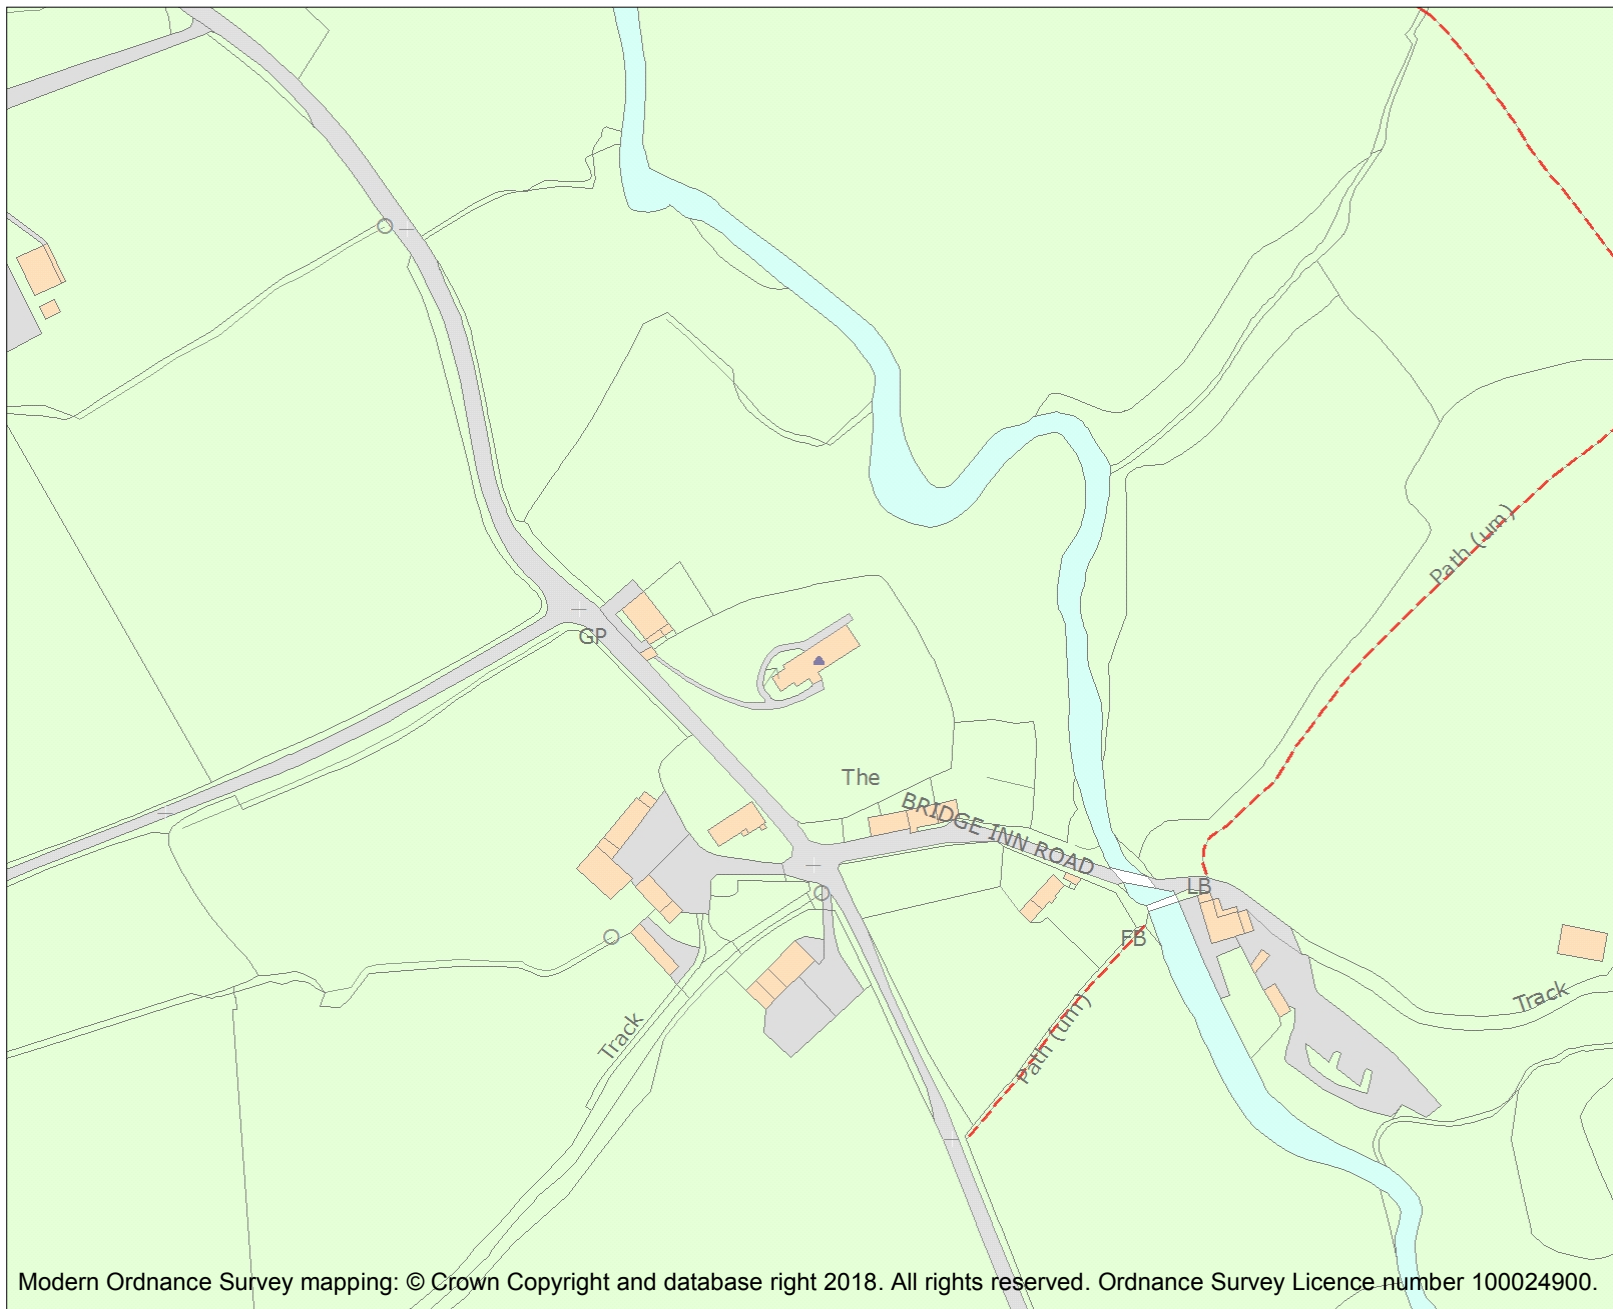 Path (um)
GP
The
BRIDGE INN ROAD
LB
FB
Track
Track
Path (um)
Modern Ordnance Survey mapping: © Crown Copyright and database right 2018. All rights reserved. Ordnance Survey Licence number 100024900.